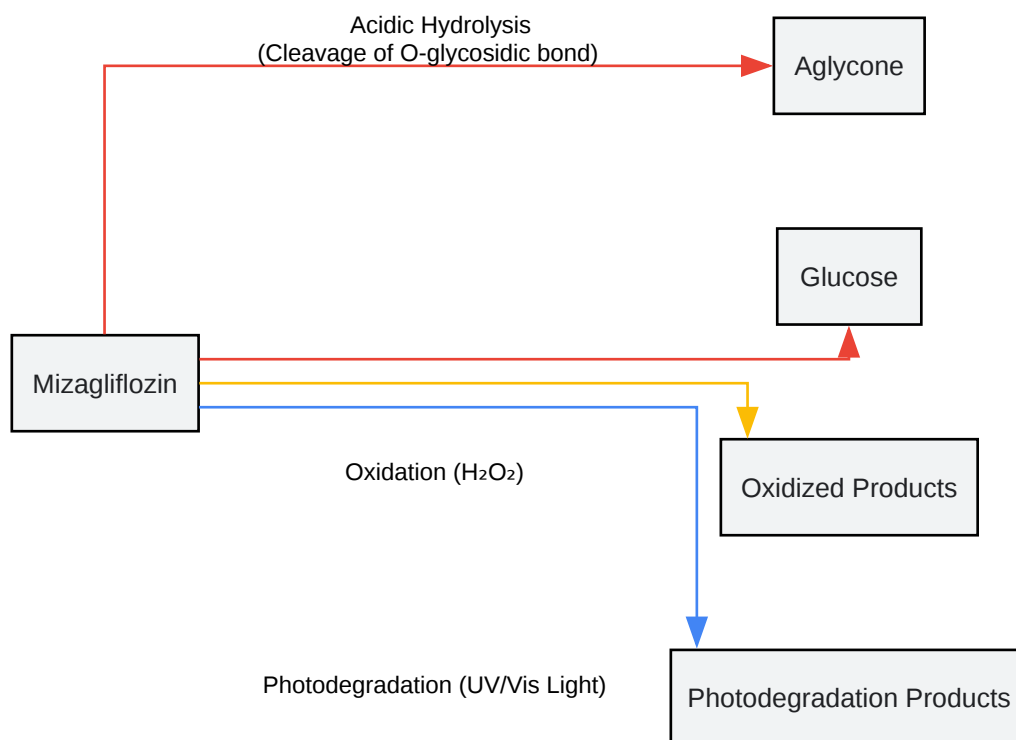 Acidic Hydrolysis
(Cleavage of O-glycosidic bond)
Aglycone
Glucose
Mizagliflozin
Oxidation (H₂O₂)
Oxidized Products
Photodegradation (UV/Vis Light)
Photodegradation Products